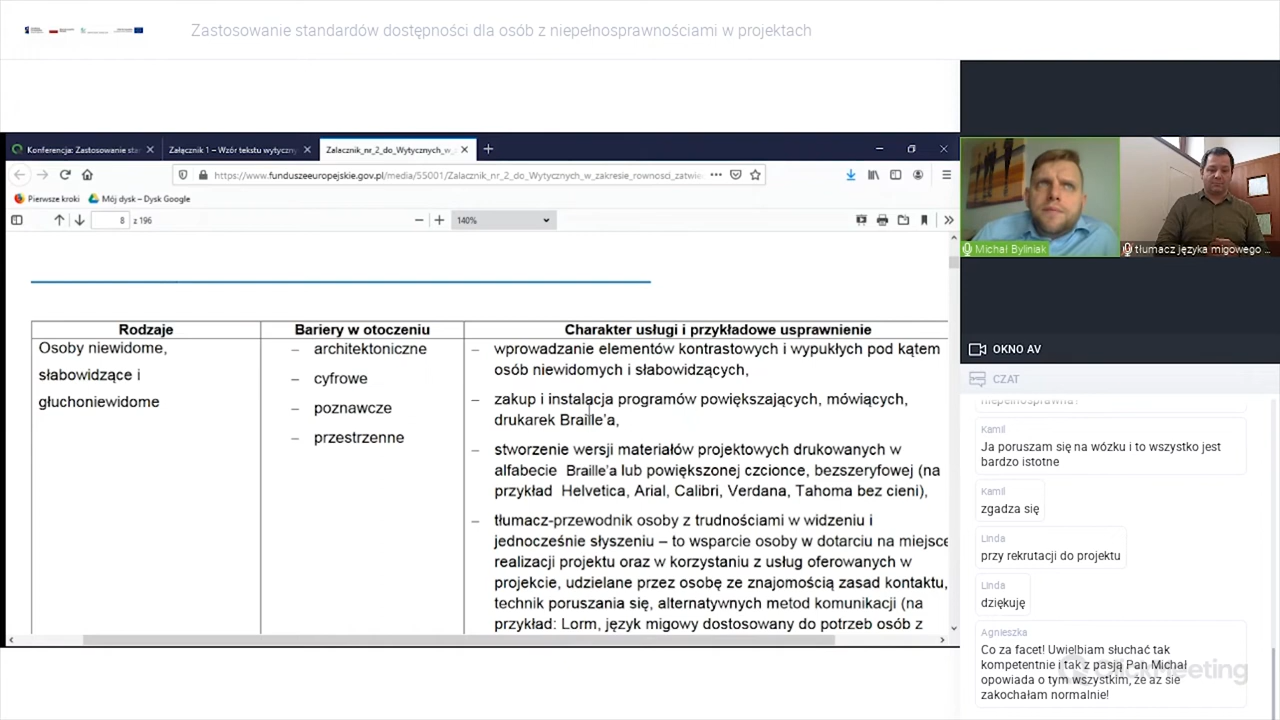 Zastosowanie standardów dostępności dla osób z niepełnosprawnościami w projektach
Konferencja: Zastosowanie sta
Załącznik 1 – Wzór tekstu wytyczn
Zalacznik_nr_2_do_Wytycznych_w_
https://www.funduszeeuropejskie.gov.pl/media/55001/Zalacznik_nr_2_do_Wytycznych_w_zakresie_rownosci_zatwie
Pierwsze kroki
Mój dysk – Dysk Google
8
z 196
140%
Rodzaje
Bariery w otoczeniu
Charakter usługi i przykładowe usprawnienie
Osoby niewidome,
słabowidzące i
głuchoniewidome
– architektoniczne
– cyfrowe
– poznawcze
– przestrzenne
– wprowadzanie elementów kontrastowych i wypukłych pod kątem
osób niewidomych i słabowidzących,
– zakup i instalacja programów powiększających, mówiących,
drukarek Braille’a,
– stworzenie wersji materiałów projektowych drukowanych w
alfabecie Braille’a lub powiększonej czcionce, bezszeryfowej (na
przykład Helvetica, Arial, Calibri, Verdana, Tahoma bez cieni),
– tłumacz-przewodnik osoby z trudnościami w widzeniu i
jednocześnie słyszeniu – to wsparcie osoby w dotarciu na miejsce
realizacji projektu oraz w korzystaniu z usług oferowanych w
projekcie, udzielane przez osobę ze znajomością zasad kontaktu,
technik poruszania się, alternatywnych metod komunikacji (na
przykład: Lorm, język migowy dostosowany do potrzeb osób z
Michał Byliniak
tłumacz języka migowego ...
OKNO AV
CZAT
niepełnosprawna?
Kamil
Ja poruszam się na wózku i to wszystko jest
bardzo istotne
Kamil
zgadza się
Linda
przy rekrutacji do projektu
Linda
dziękuję
Agnieszka
Co za facet! Uwielbiam słuchać tak
kompetentnie i tak z pasją Pan Michał
opowiada o tym wszystkim, że aż sie
zakochałam normalnie!
ClickMeeting